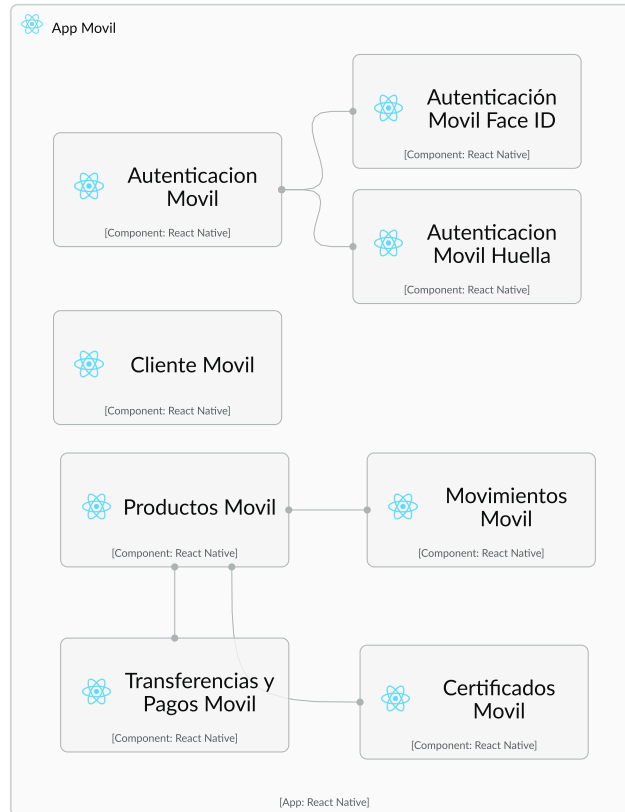 App Movil
Autenticación
Movil Face ID
[Component: React Native]
Autenticacion
Movil
[Component: React Native]
Autenticacion
Movil Huella
[Component: React Native]
Cliente Movil
[Component: React Native]
Productos Movil
[Component: React Native]
Movimientos
Movil
[Component: React Native]
Transferencias y
Pagos Movil
[Component: React Native]
Certificados
Movil
[Component: React Native]
[App: React Native]